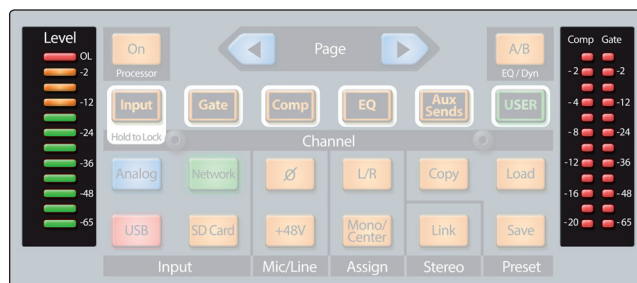 Level
OL
-2
-12
-24
-36
-48
-65
On
Processor
Page
A/B
EQ / Dyn
Input
Gate
Comp
EQ
Aux
Sends
USER
Hold to Lock
Channel
Analog
Network
Ø
L/R
Copy
Load
USB
SD Card
+48V
Mono/
Center
Link
Save
Input
Mic/Line
Assign
Stereo
Preset
Comp Gate
-2 -2
-4 -12
-8 -24
-12 -36
-16 -48
-20 -65